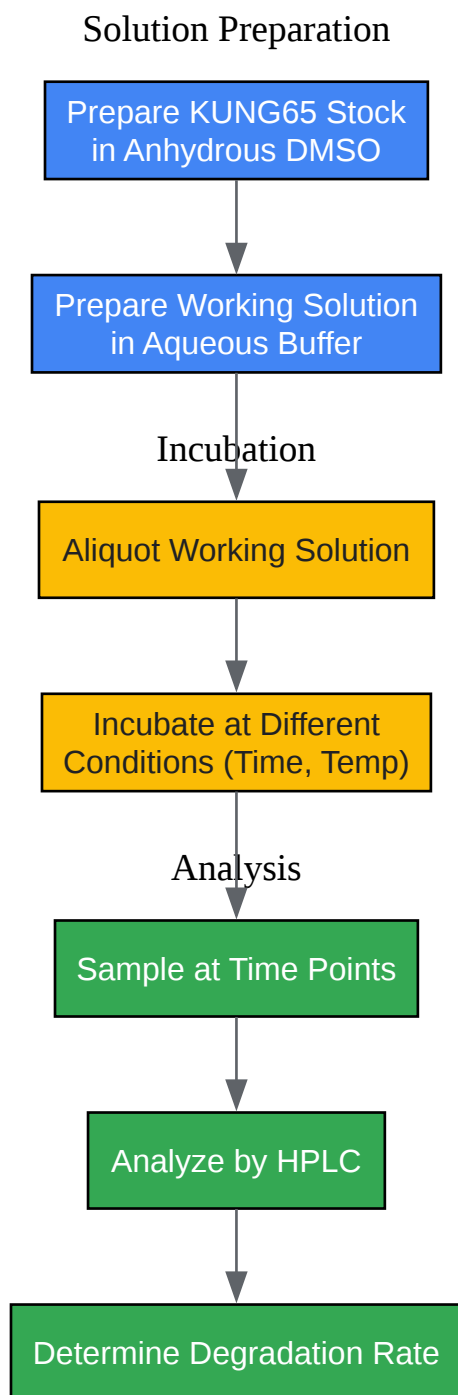 Solution Preparation
Prepare KUNG65 Stock
in Anhydrous DMSO
Prepare Working Solution
in Aqueous Buffer
Incubation
Aliquot Working Solution
Incubate at Different
Conditions (Time, Temp)
Analysis
Sample at Time Points
Analyze by HPLC
Determine Degradation Rate